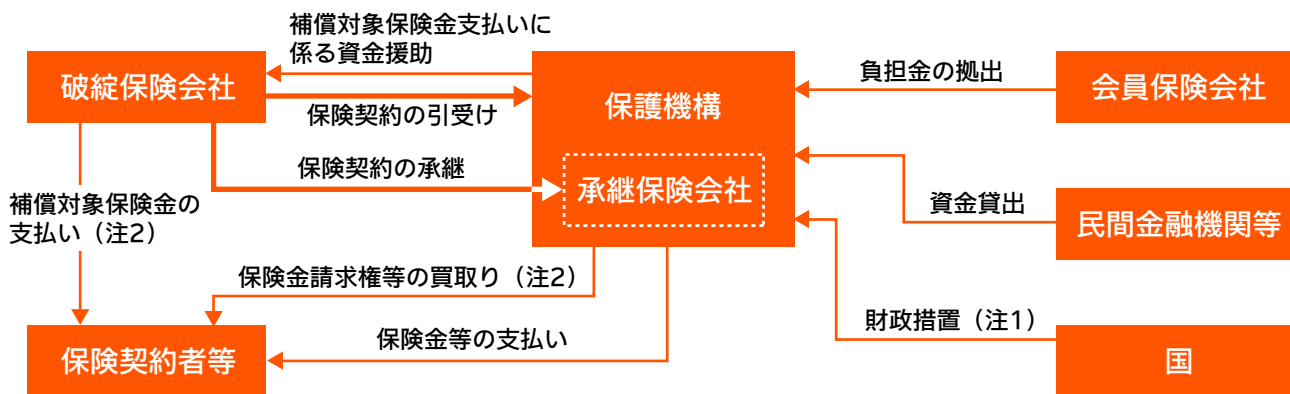 補償対象保険金支払いに
係る資金援助
破綻保険会社
保険契約の引受け
保険契約の承継
保護機構
承継保険会社
負担金の拠出
会員保険会社
資金貸出
民間金融機関等
補償対象保険金の
支払い（注2）
保険金請求権等の買取り（注2）
財政措置（注1）
保険金等の支払い
保険契約者等
国